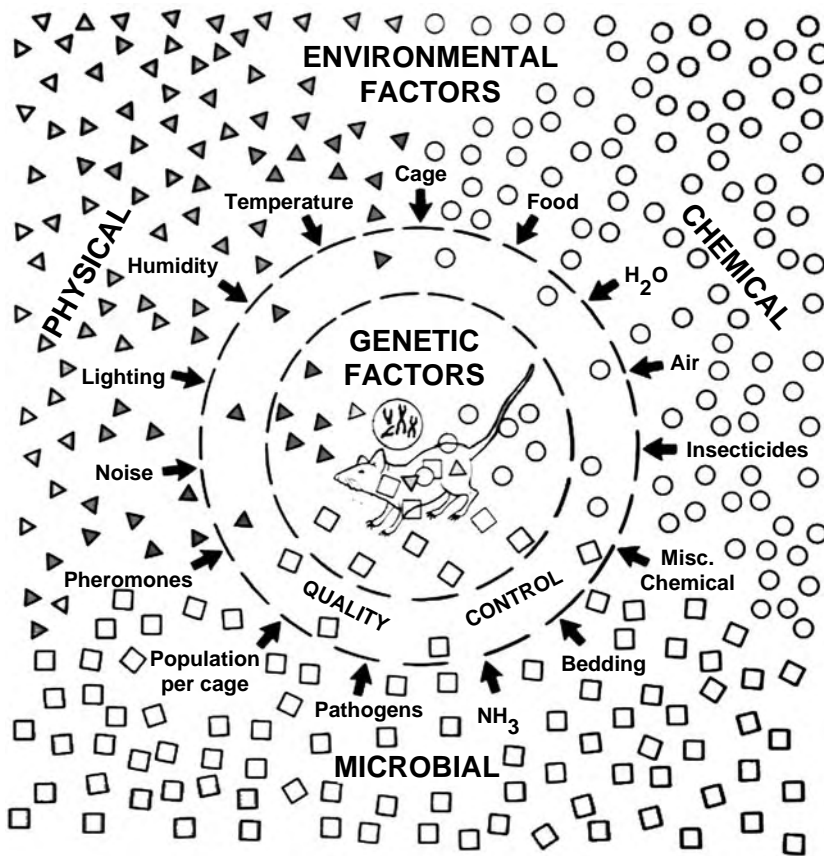 ENVIRONMENTAL
FACTORS
Cage
Temperature
Food
PHYSICAL
CHEMICAL
Humidity
H2O
GENETIC
FACTORS
Lighting
Air
Noise
Insecticides
Pheromones
Misc.
Chemical
QUALITY
CONTROL
Population
per cage
Bedding
Pathogens
NH3
MICROBIAL